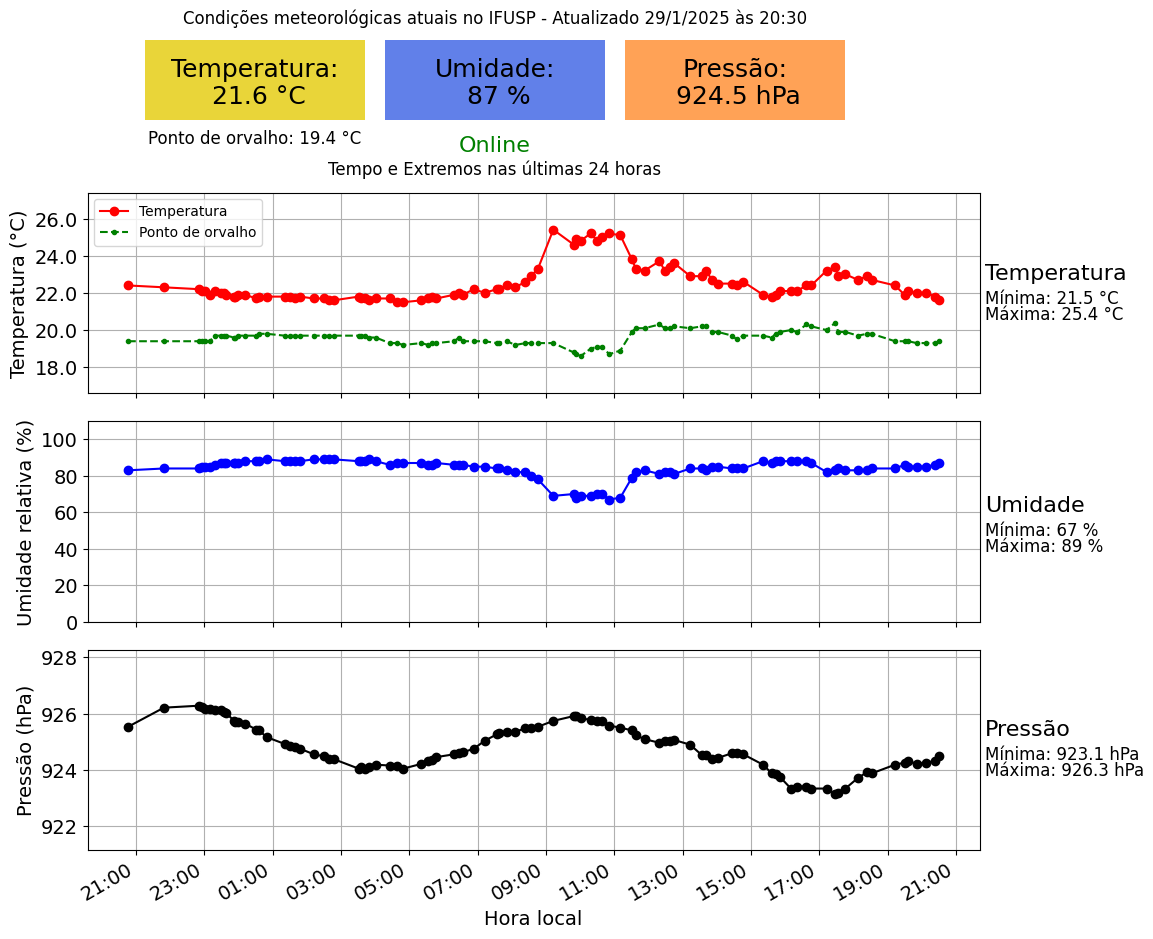 Condições meteorológicas atuais no IFUSP - Atualizado 29/1/2025 às 20:30
Temperatura:
21.6 °C
Umidade:
87 %
Pressão:
924.5 hPa
Ponto de orvalho: 19.4 °C
Online
Tempo e Extremos nas últimas 24 horas
Temperatura (°C)
26.0
24.0
22.0
20.0
18.0
Temperatura
Ponto de orvalho
Temperatura
Mínima: 21.5 °C
Máxima: 25.4 °C
Umidade relativa (%)
100
80
60
40
20
0
Umidade
Mínima: 67 %
Máxima: 89 %
Pressão (hPa)
928
926
924
922
Pressão
Mínima: 923.1 hPa
Máxima: 926.3 hPa
21:00 23:00 01:00 03:00 05:00 07:00 09:00 11:00 13:00 15:00 17:00 19:00 21:00
Hora local